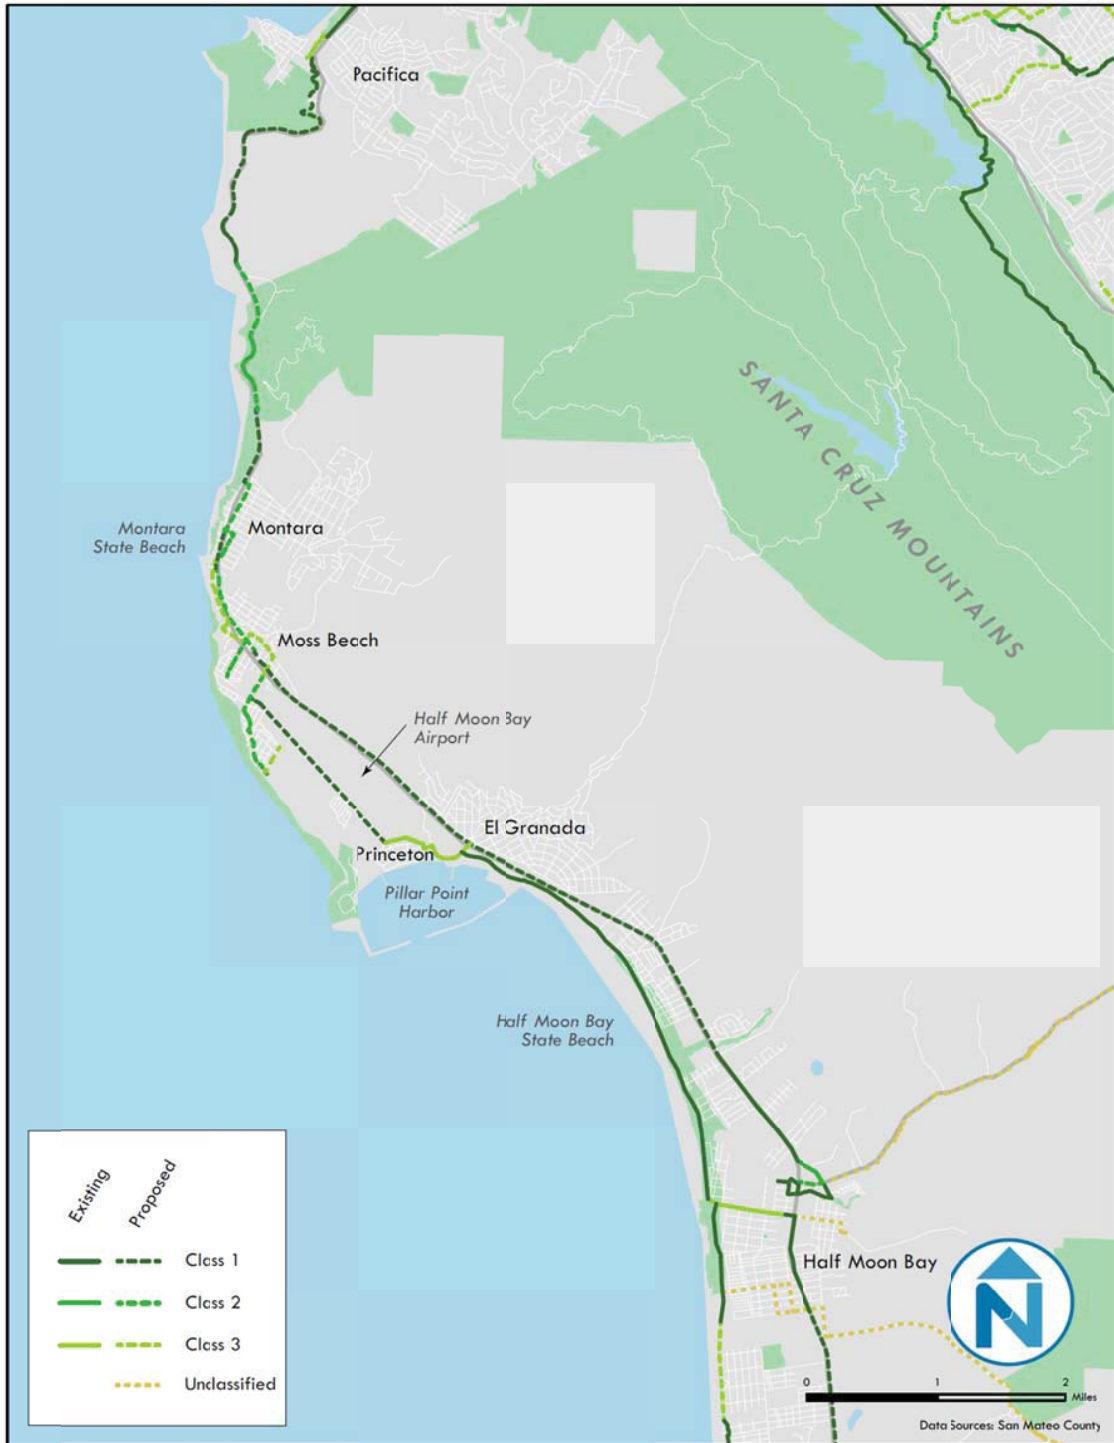 Pacifica
SANTA CRUZ MOUNTAINS
Montara
State Beach
Montara
Moss Beach
Half Moon Bay
Airport
El Granada
Princeton
Pillar Point
Harbor
Half Moon Bay
State Beach
Existing
Proposed
Class 1
Class 2
Class 3
Unclassified
Half Moon Bay
N
0 1 2
Miles
Data Sources: San Mateo County